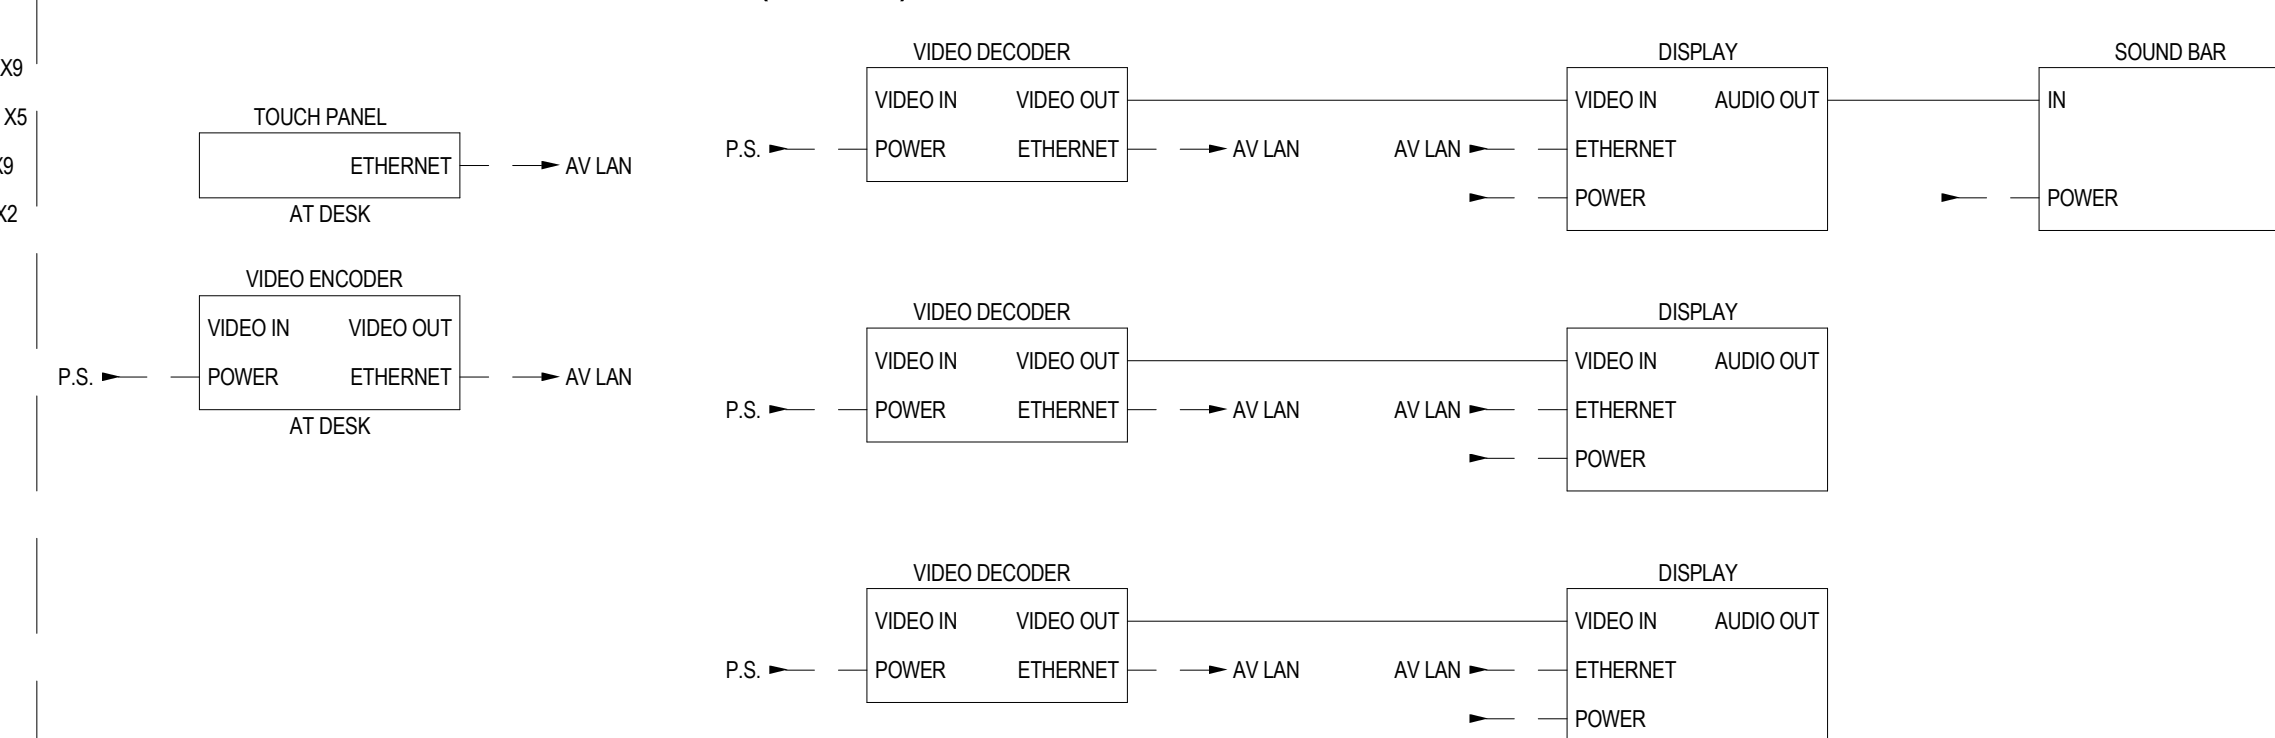 VIDEO DECODER DISPLAY SOUND BAR
X9
VIDEO IN VIDEO OUT VIDEO IN AUDIO OUT IN
TOUCH PANEL X5
P.S. POWER ETHERNET AV LAN AV LAN ETHERNET
ETHERNET AV LAN
POWER POWER
X2
AT DESK
VIDEO ENCODER
VIDEO DECODER DISPLAY
VIDEO IN VIDEO OUT
VIDEO IN VIDEO OUT VIDEO IN AUDIO OUT
P.S. POWER ETHERNET AV LAN
P.S. POWER ETHERNET AV LAN AV LAN ETHERNET
AT DESK
POWER
VIDEO DECODER DISPLAY
VIDEO IN VIDEO OUT VIDEO IN AUDIO OUT
P.S. POWER ETHERNET AV LAN AV LAN ETHERNET
POWER